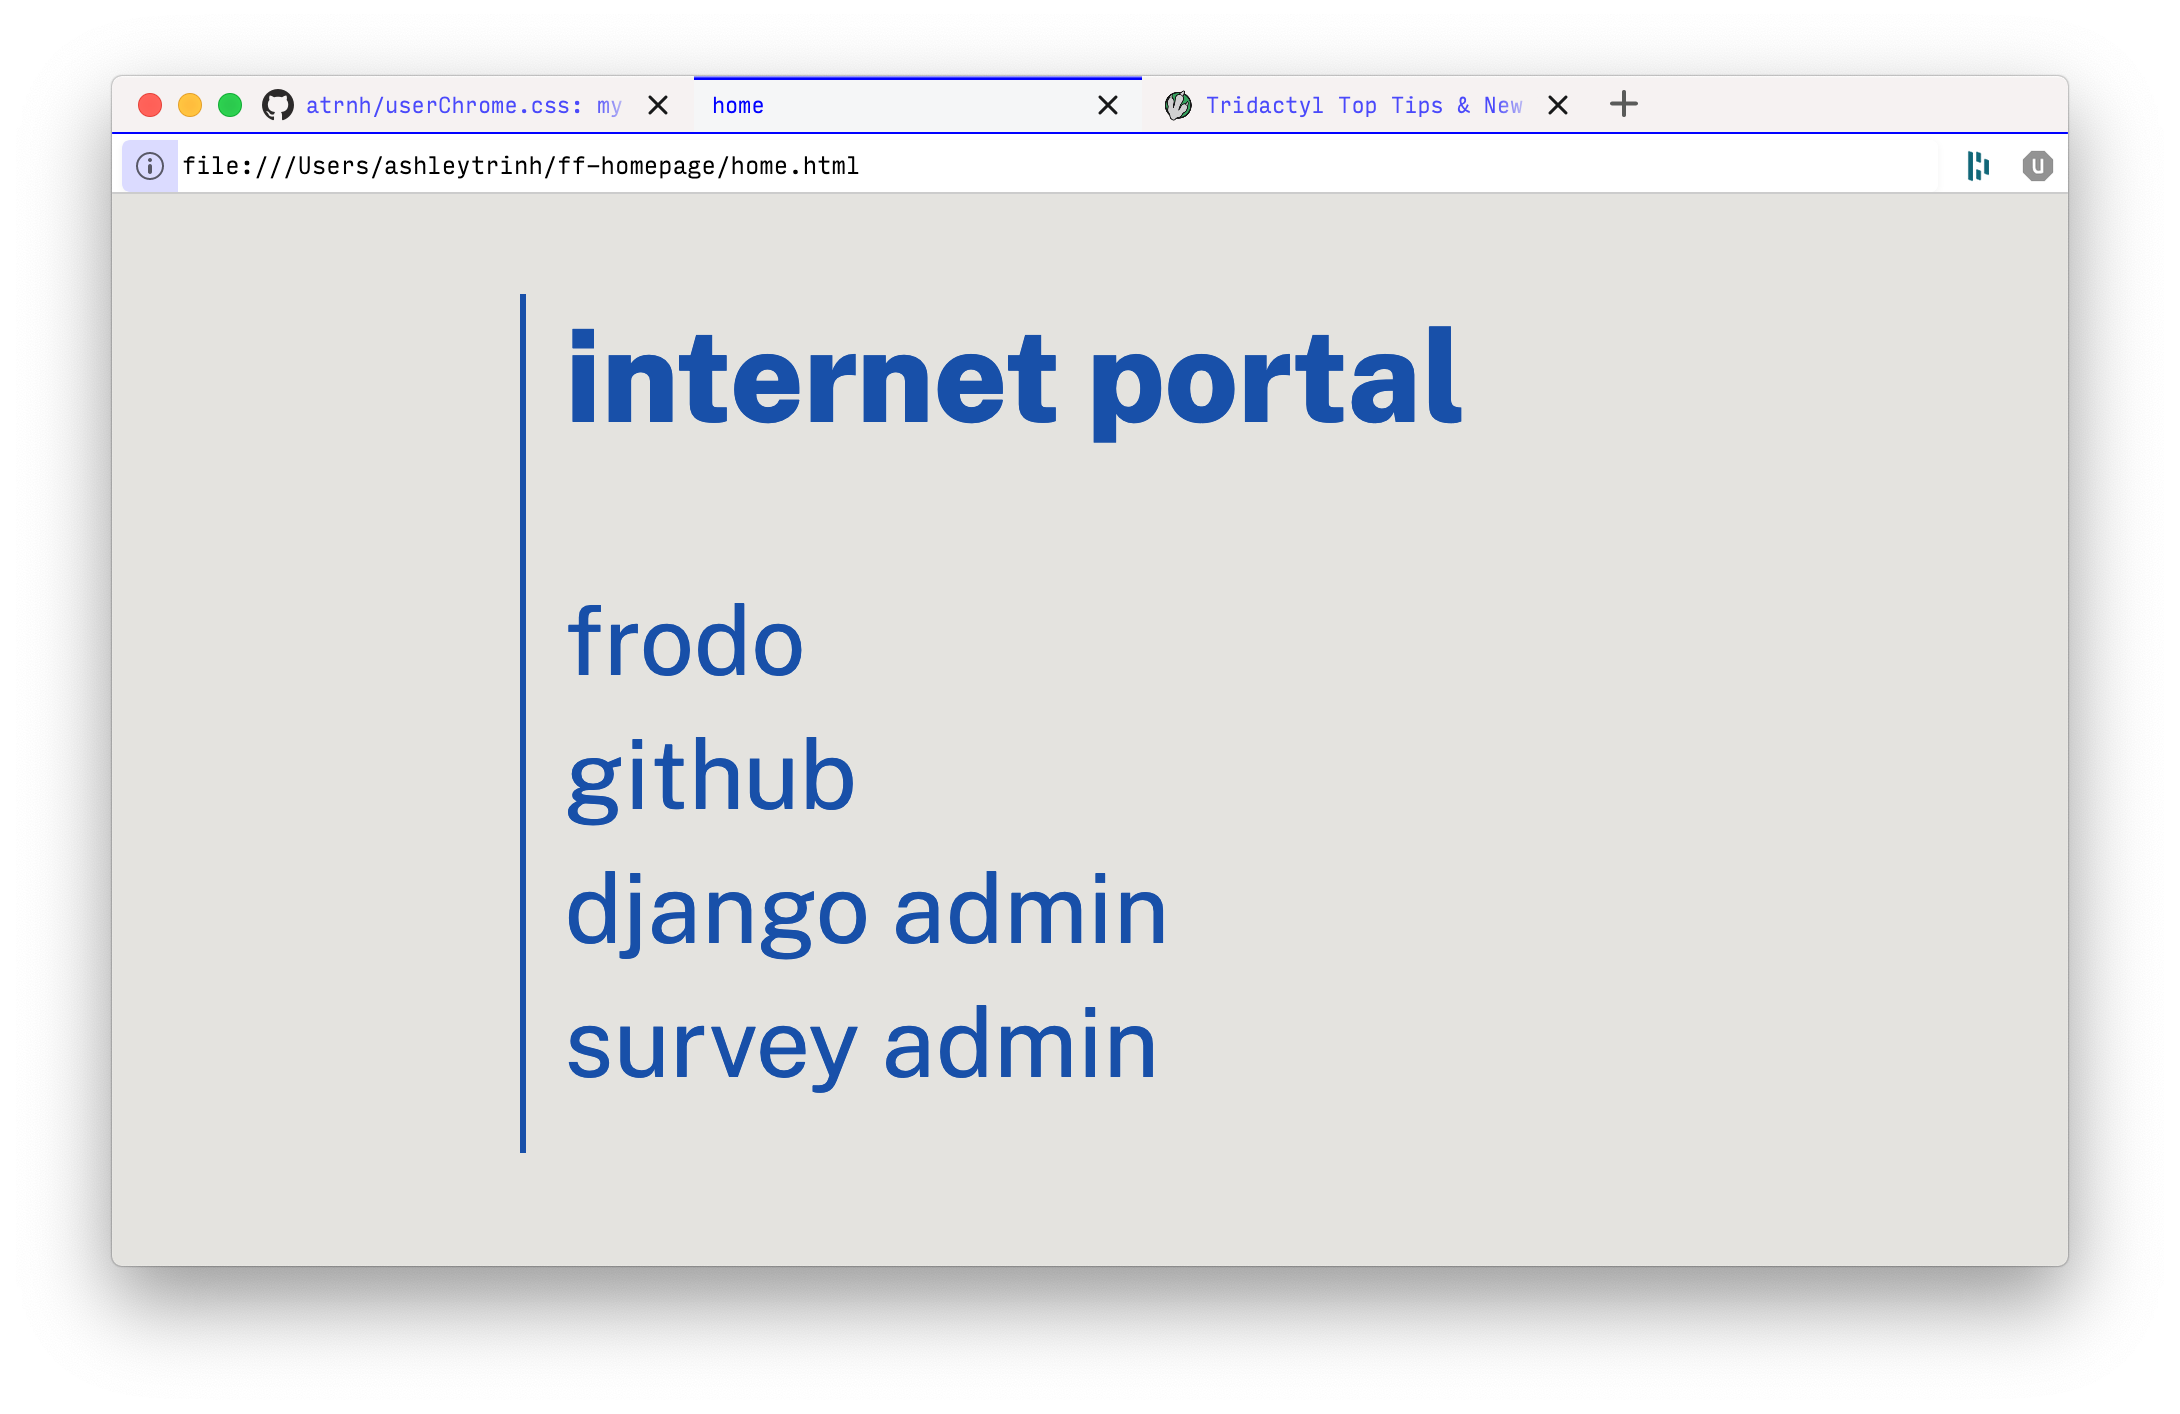 atrnh/userChrome.css: my
home
Tridactyl Top Tips & New
file:///Users/ashleytrinh/ff-homepage/home.html
internet portal
frodo
github
django admin
survey admin